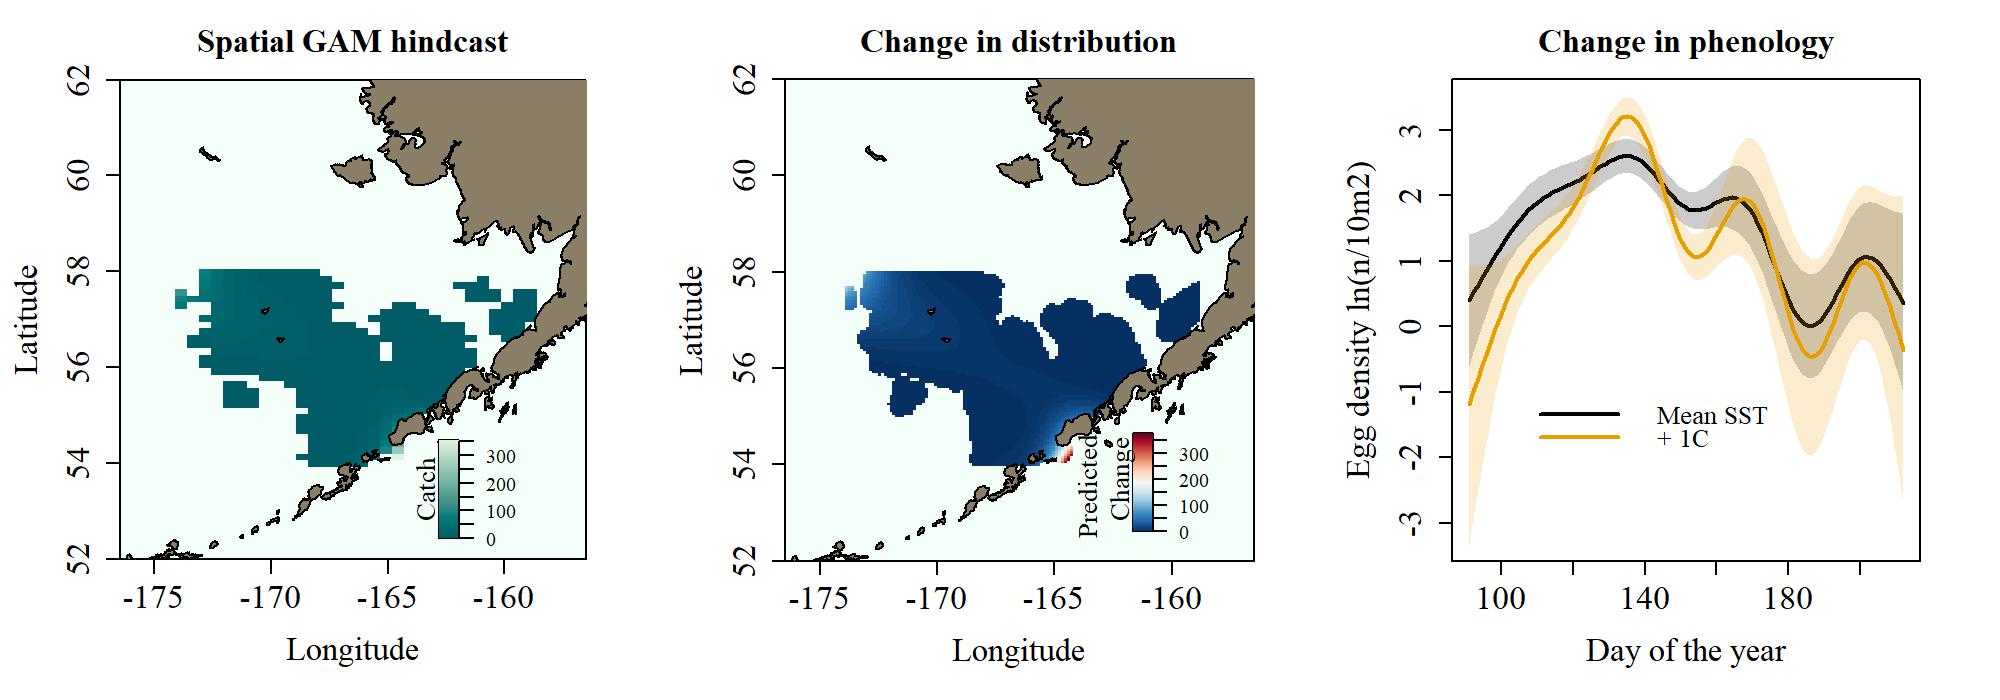 Spatial GAM hindcast
Latitude
62
60
58
56
54
52
-175
-170
-165
-160
Longitude
Catch
300
200
100
0
Change in distribution
Latitude
62
60
58
56
54
52
-175
-170
-165
-160
Longitude
Predicted
Change
300
200
100
0
Change in phenology
Egg density ln(n/10m2)
3
2
1
0
-1
-2
-3
Mean SST
+ 1C
100
140
180
Day of the year